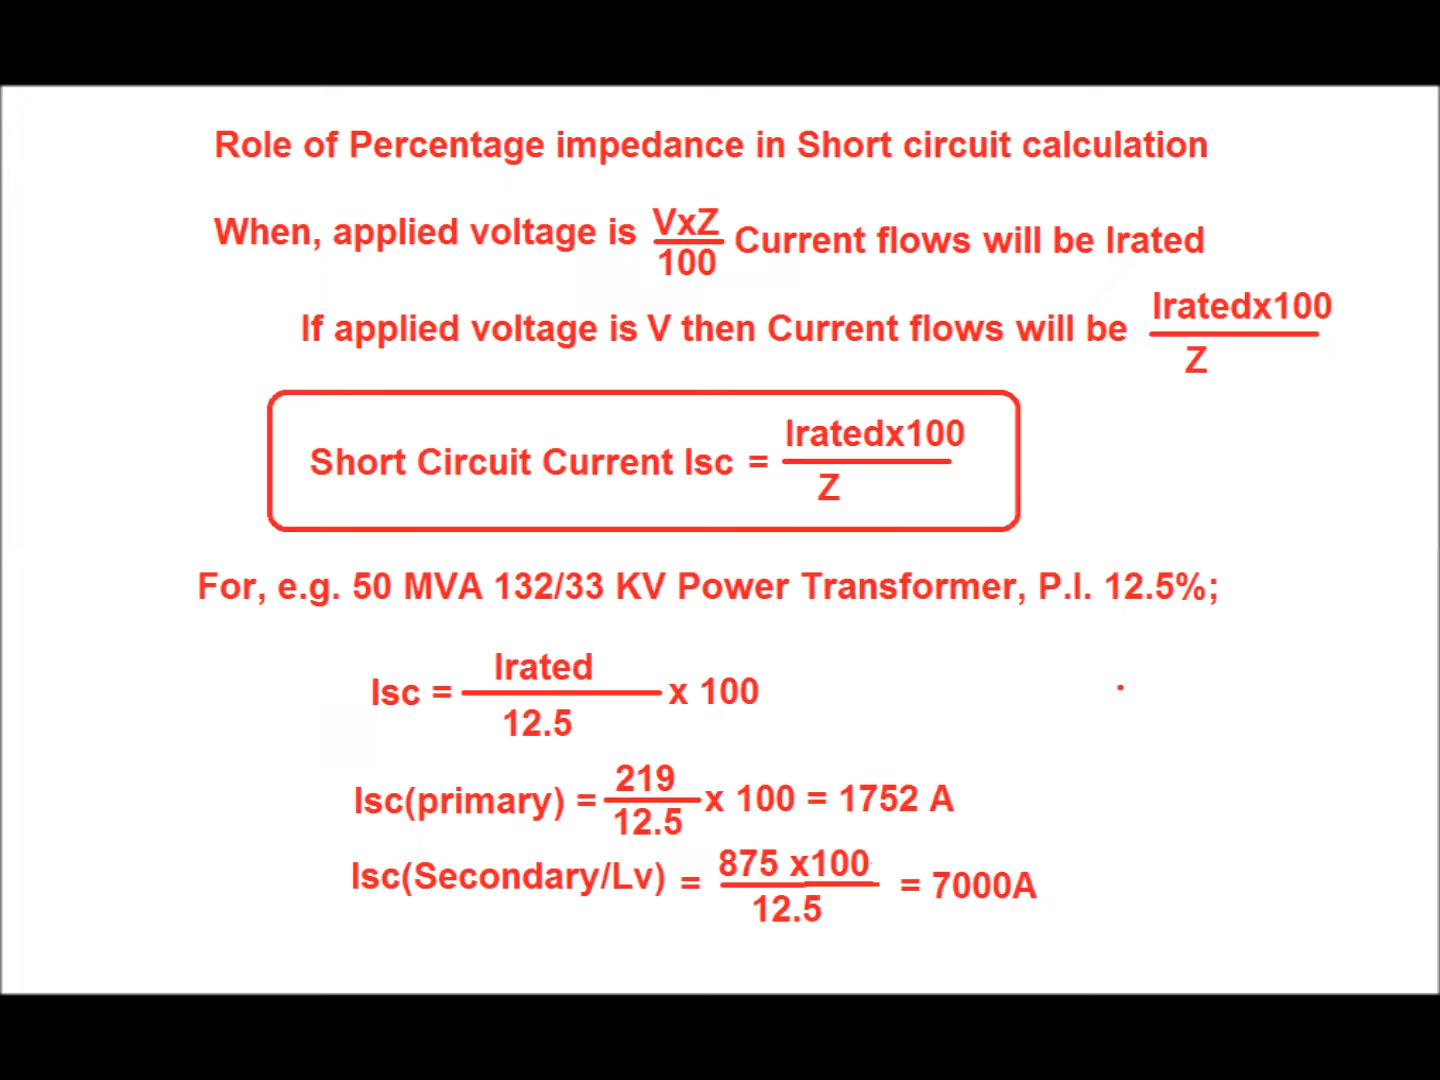 Role of Percentage impedance in Short circuit calculation
When, applied voltage is VxZ/100 Current flows will be Irated
If applied voltage is V then Current flows will be Iratedx100/Z
Short Circuit Current Isc = Iratedx100/Z
For, e.g. 50 MVA 132/33 KV Power Transformer, P.I. 12.5%;
Isc = Irated/12.5 x 100
Isc(primary) = 219/12.5 x 100 = 1752 A
Isc(Secondary/Lv) = 875 x100/12.5 = 7000A